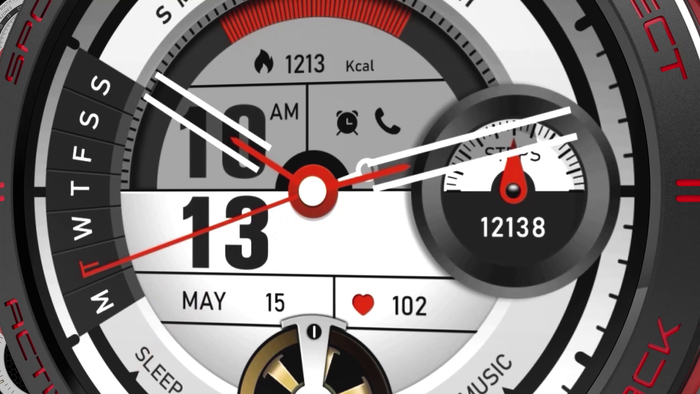 1213 Kcal
10 AM
STEPS
12138
13
MAY 15
102
M T W T F S S
SLEEP
MUSIC